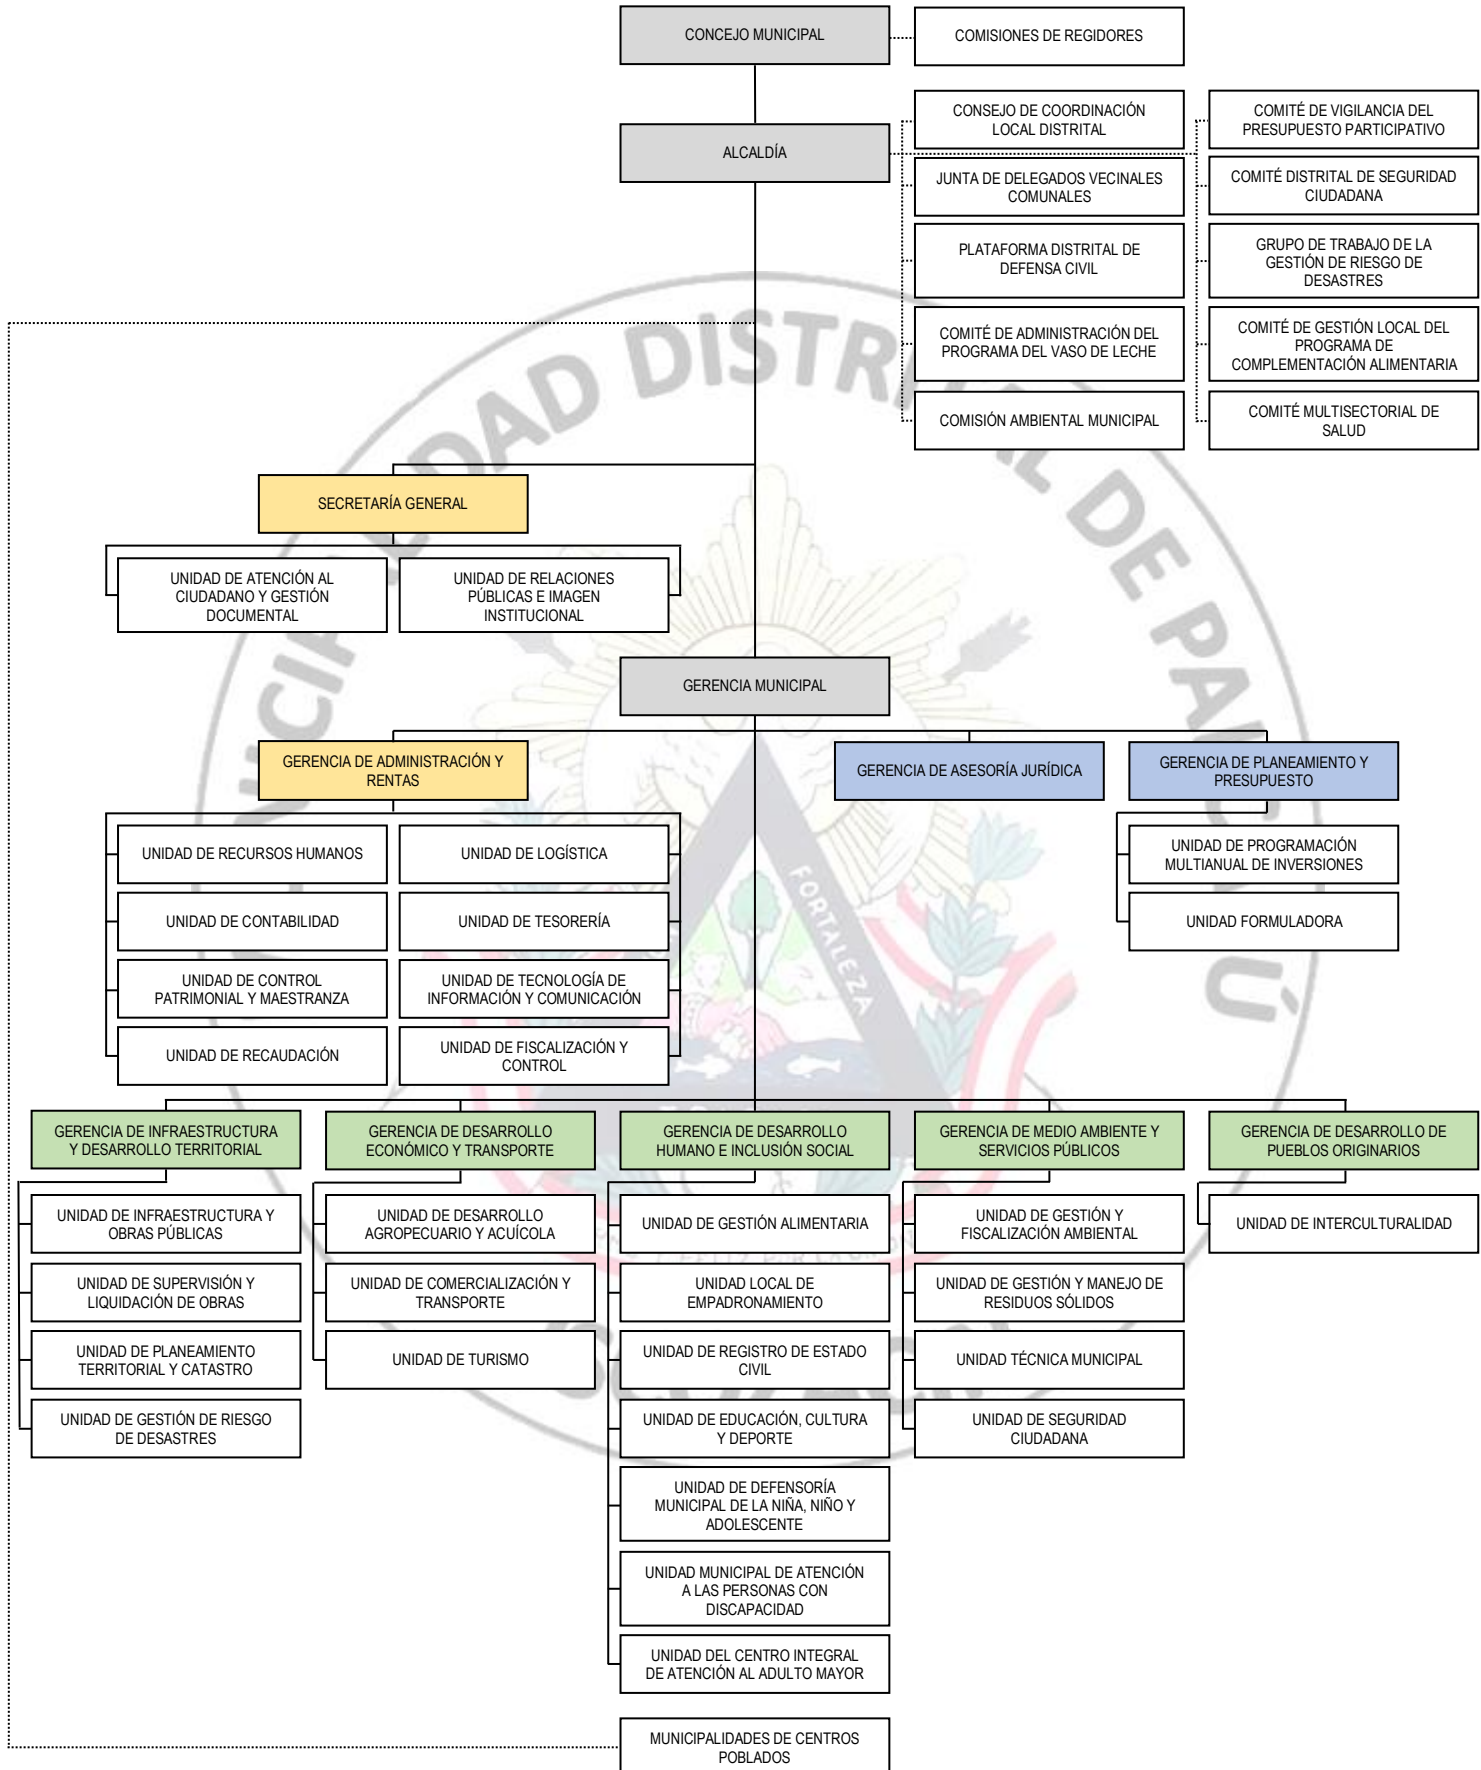 CONCEJO MUNICIPAL
COMISIONES DE REGIDORES
ALCALDÍA
CONSEJO DE COORDINACIÓN
LOCAL DISTRITAL
COMITÉ DE VIGILANCIA DEL
PRESUPUESTO PARTICIPATIVO
JUNTA DE DELEGADOS VECINALES
COMUNALES
COMITÉ DISTRITAL DE SEGURIDAD
CIUDADANA
PLATAFORMA DISTRITAL DE
DEFENSA CIVIL
GRUPO DE TRABAJO DE LA
GESTIÓN DE RIESGO DE
DESASTRES
COMITÉ DE ADMINISTRACIÓN DEL
PROGRAMA DEL VASO DE LECHE
COMITÉ DE GESTIÓN LOCAL DEL
PROGRAMA DE
COMPLEMENTACIÓN ALIMENTARIA
COMISIÓN AMBIENTAL MUNICIPAL
COMITÉ MULTISECTORIAL DE
SALUD
SECRETARÍA GENERAL
UNIDAD DE ATENCIÓN AL
CIUDADANO Y GESTIÓN
DOCUMENTAL
UNIDAD DE RELACIONES
PÚBLICAS E IMAGEN
INSTITUCIONAL
GERENCIA MUNICIPAL
GERENCIA DE ADMINISTRACIÓN Y
RENTAS
GERENCIA DE ASESORÍA JURÍDICA
GERENCIA DE PLANEAMIENTO Y
PRESUPUESTO
UNIDAD DE RECURSOS HUMANOS
UNIDAD DE LOGÍSTICA
UNIDAD DE PROGRAMACIÓN
MULTIANUAL DE INVERSIONES
UNIDAD DE CONTABILIDAD
UNIDAD DE TESORERÍA
UNIDAD FORMULADORA
UNIDAD DE CONTROL
PATRIMONIAL Y MAESTRANZA
UNIDAD DE TECNOLOGÍA DE
INFORMACIÓN Y COMUNICACIÓN
UNIDAD DE RECAUDACIÓN
UNIDAD DE FISCALIZACIÓN Y
CONTROL
GERENCIA DE INFRAESTRUCTURA
Y DESARROLLO TERRITORIAL
GERENCIA DE DESARROLLO
ECONÓMICO Y TRANSPORTE
GERENCIA DE DESARROLLO
HUMANO E INCLUSIÓN SOCIAL
GERENCIA DE MEDIO AMBIENTE Y
SERVICIOS PÚBLICOS
GERENCIA DE DESARROLLO DE
PUEBLOS ORIGINARIOS
UNIDAD DE INFRAESTRUCTURA Y
OBRAS PÚBLICAS
UNIDAD DE DESARROLLO
AGROPECUARIO Y ACUÍCOLA
UNIDAD DE GESTIÓN ALIMENTARIA
UNIDAD DE GESTIÓN Y
FISCALIZACIÓN AMBIENTAL
UNIDAD DE INTERCULTURALIDAD
UNIDAD DE SUPERVISIÓN Y
LIQUIDACIÓN DE OBRAS
UNIDAD DE COMERCIALIZACIÓN Y
TRANSPORTE
UNIDAD LOCAL DE
EMPADRONAMIENTO
UNIDAD DE GESTIÓN Y MANEJO DE
RESIDUOS SÓLIDOS
UNIDAD DE PLANEAMIENTO
TERRITORIAL Y CATASTRO
UNIDAD DE TURISMO
UNIDAD DE REGISTRO DE ESTADO
CIVIL
UNIDAD TÉCNICA MUNICIPAL
UNIDAD DE GESTIÓN DE RIESGO
DE DESASTRES
UNIDAD DE EDUCACIÓN, CULTURA
Y DEPORTE
UNIDAD DE SEGURIDAD
CIUDADANA
UNIDAD DE DEFENSORÍA
MUNICIPAL DE LA NIÑA, NIÑO Y
ADOLESCENTE
UNIDAD MUNICIPAL DE ATENCIÓN
A LAS PERSONAS CON
DISCAPACIDAD
UNIDAD DEL CENTRO INTEGRAL
DE ATENCIÓN AL ADULTO MAYOR
MUNICIPALIDADES DE CENTROS
POBLADOS
DISTRITAL DE
FORTALEZA